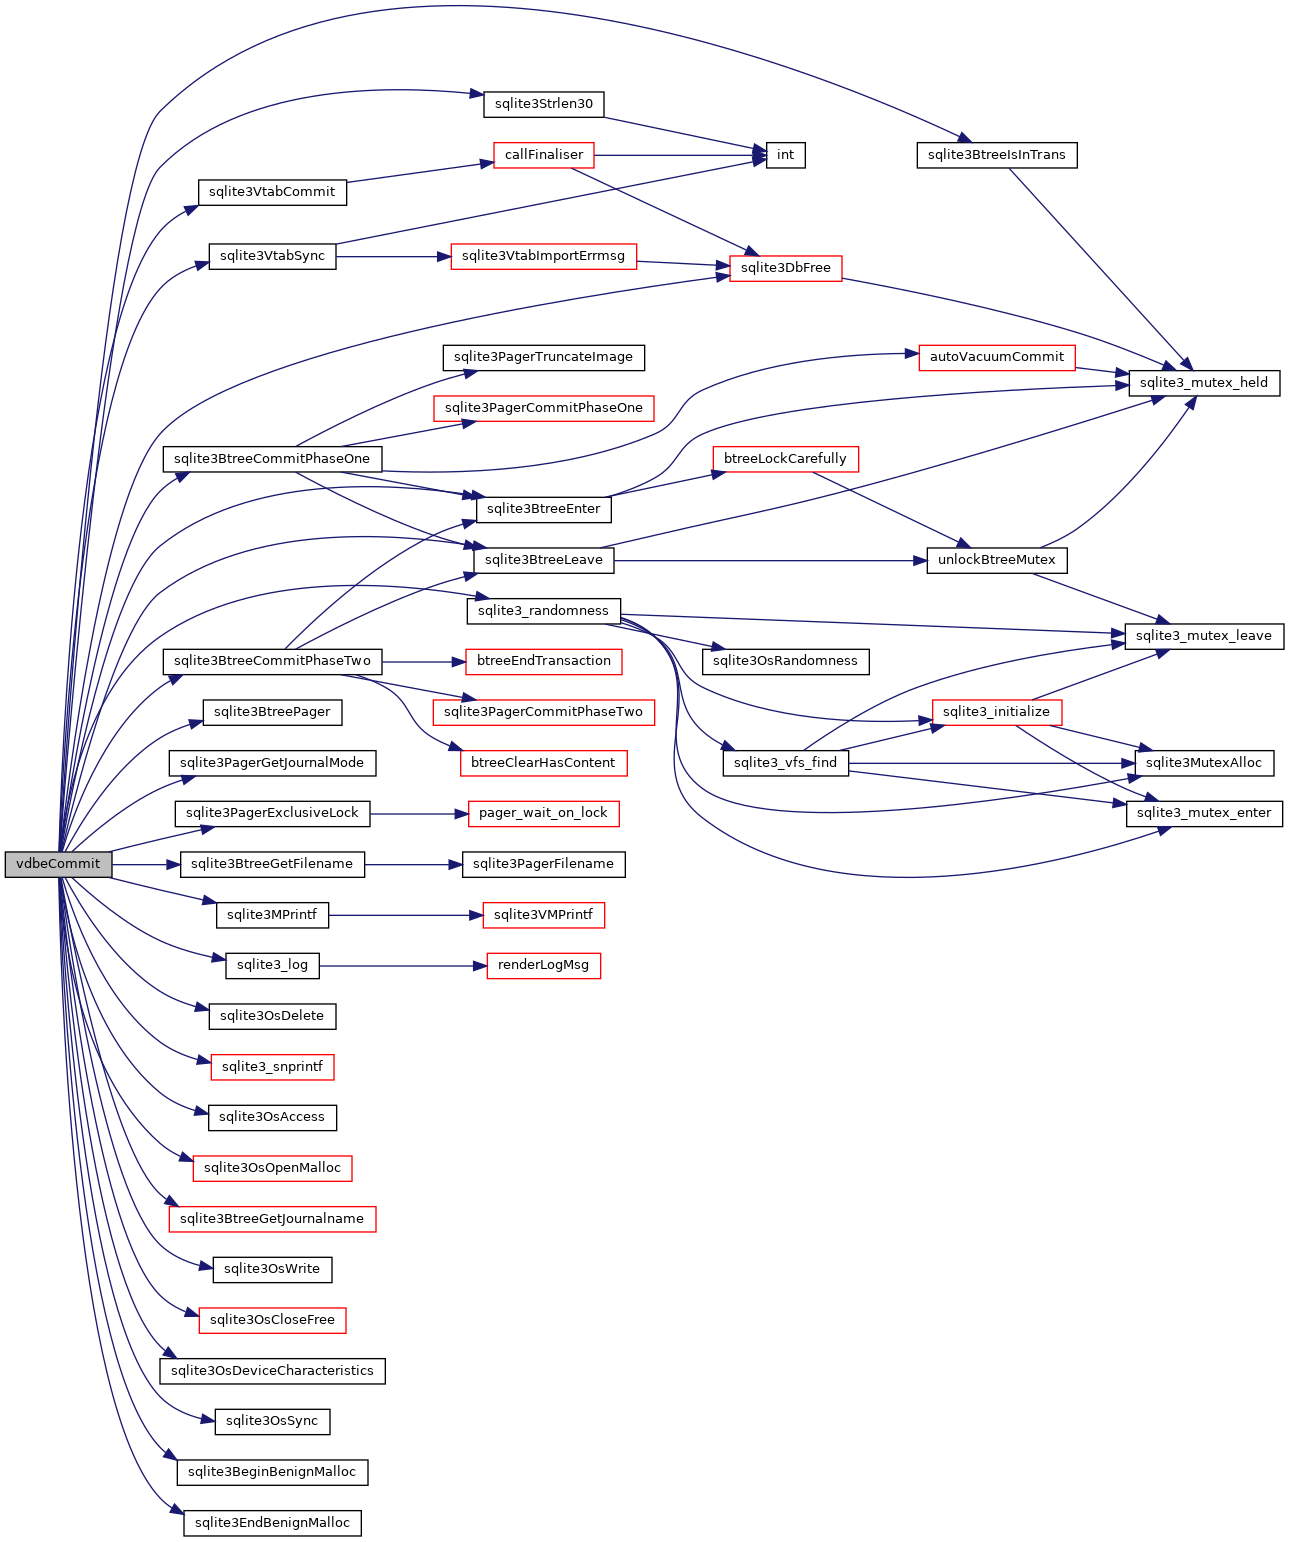 sqlite3Strlen30
callFinaliser
int
sqlite3BtreeIsInTrans
sqlite3VtabCommit
sqlite3VtabSync
sqlite3VtabImportErrmsg
sqlite3DbFree
sqlite3PagerTruncateImage
autoVacuumCommit
sqlite3_mutex_held
sqlite3PagerCommitPhaseOne
sqlite3BtreeCommitPhaseOne
btreeLockCarefully
sqlite3BtreeEnter
sqlite3BtreeLeave
unlockBtreeMutex
sqlite3_randomness
sqlite3_mutex_leave
sqlite3BtreeCommitPhaseTwo
btreeEndTransaction
sqlite3OsRandomness
sqlite3BtreePager
sqlite3PagerCommitPhaseTwo
sqlite3_initialize
sqlite3PagerGetJournalMode
btreeClearHasContent
sqlite3_vfs_find
sqlite3MutexAlloc
sqlite3PagerExclusiveLock
pager_wait_on_lock
sqlite3_mutex_enter
vdbeCommit
sqlite3BtreeGetFilename
sqlite3PagerFilename
sqlite3MPrintf
sqlite3VMPrintf
sqlite3_log
renderLogMsg
sqlite3OsDelete
sqlite3_snprintf
sqlite3OsAccess
sqlite3OsOpenMalloc
sqlite3BtreeGetJournalname
sqlite3OsWrite
sqlite3OsCloseFree
sqlite3OsDeviceCharacteristics
sqlite3OsSync
sqlite3BeginBenignMalloc
sqlite3EndBenignMalloc